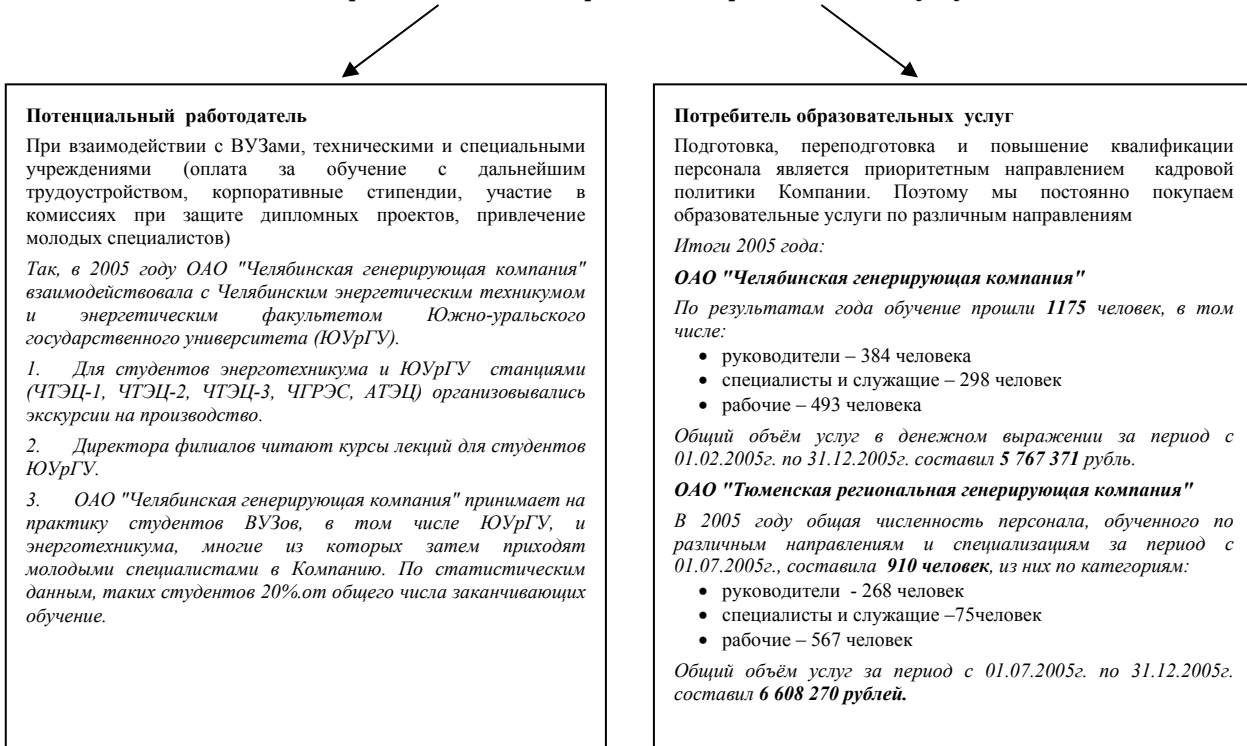 Потенциальный работодатель
При взаимодействии с ВУЗами, техническими и специальными
учреждениями (оплата за обучение с дальнейшим
трудоустройством, корпоративные стипендии, участие в
комиссиях при защите дипломных проектов, привлечение
молодых специалистов)
Так, в 2005 году ОАО "Челябинская генерирующая компания"
взаимодействовала с Челябинским энергетическим техникумом
и энергетическим факультетом Южно-уральского
государственного университета (ЮУрГУ).
1. Для студентов энерготехникума и ЮУрГУ станциями
(ЧТЭЦ-1, ЧТЭЦ-2, ЧТЭЦ-3, ЧГРЭС, АТЭЦ) организовывались
экскурсии на производство.
2. Директора филиалов читают курсы лекций для студентов
ЮУрГУ.
3. ОАО "Челябинская генерирующая компания" принимает на
практику студентов ВУЗов, в том числе ЮУрГУ, и
энерготехникума, многие из которых затем приходят
молодыми специалистами в Компанию. По статистическим
данным, таких студентов 20%.от общего числа заканчивающих
обучение.
Потребитель образовательных услуг
Подготовка, переподготовка и повышение квалификации
персонала является приоритетным направлением кадровой
политики Компании. Поэтому мы постоянно покупаем
образовательные услуги по различным направлениям
Итоги 2005 года:
ОАО "Челябинская генерирующая компания"
По результатам года обучение прошли 1175 человек, в том
числе:
• руководители – 384 человека
• специалисты и служащие – 298 человек
• рабочие – 493 человека
Общий объём услуг в денежном выражении за период с
01.02.2005г. по 31.12.2005г. составил 5 767 371 рубль.
ОАО "Тюменская региональная генерирующая компания"
В 2005 году общая численность персонала, обученного по
различным направлениям и специализациям за период с
01.07.2005г., составила 910 человек, из них по категориям:
• руководители - 268 человек
• специалисты и служащие –75человек
• рабочие – 567 человек
Общий объём услуг за период с 01.07.2005г. по 31.12.2005г.
составил 6 608 270 рублей.